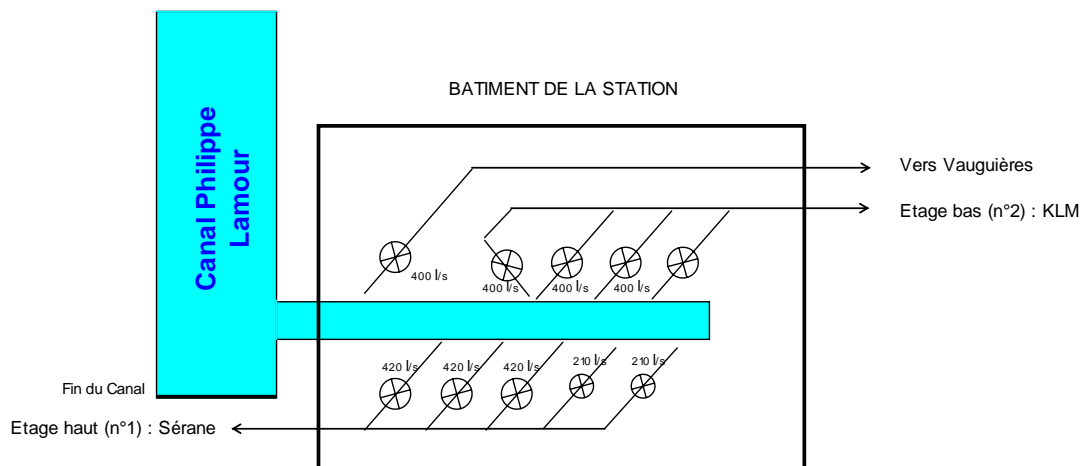 BATIMENT DE LA STATION
Canal Philippe
Lamour
Vers Vauguières
Etage bas (n°2) : KLM
400 l/s
400 l/s
400 l/s
400 l/s
420 l/s
420 l/s
420 l/s
210 l/s
210 l/s
Fin du Canal
Etage haut (n°1) : Sérane